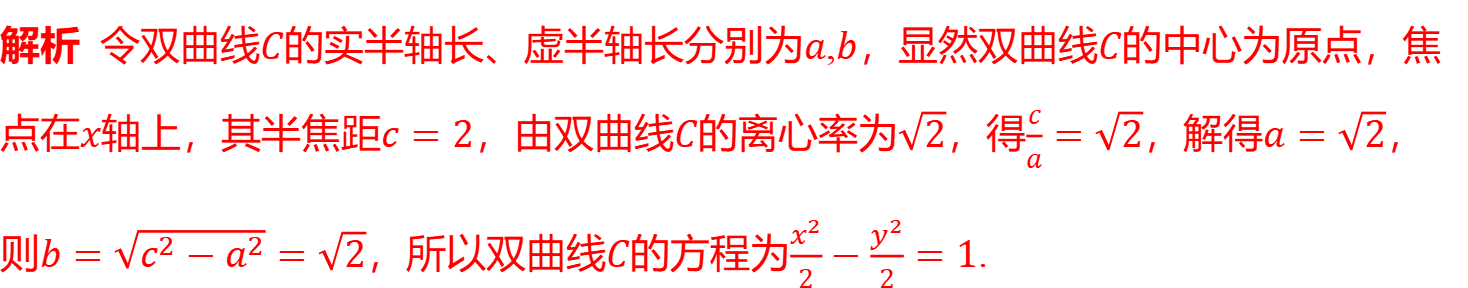 解析 令双曲线C的实半轴长、虚半轴长分别为a,b，显然双曲线C的中心为原点，焦
点在x轴上，其半焦距c = 2，由双曲线C的离心率为√2，得c/a = √2，解得a = √2，
则b = √(c² − a²) = √2，所以双曲线C的方程为x²/2 − y²/2 = 1.